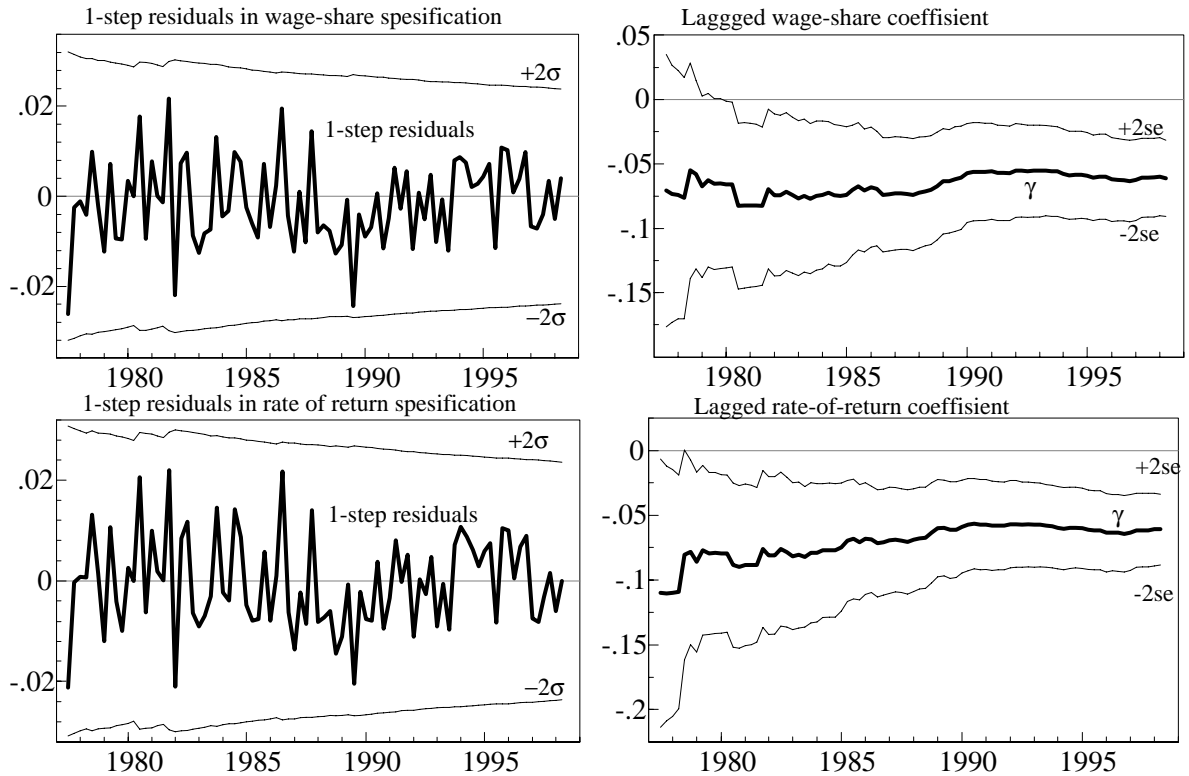 1-step residuals in wage-share spesification
.02
0
-.02
+2σ
1-step residuals
−2σ
1980 1985 1990 1995
Laggged wage-share coeffisient
.05
0
-.05
-.1
-.15
+2se
γ
-2se
1980 1985 1990 1995
1-step residuals in rate of return spesification
.02
0
-.02
+2σ
1-step residuals
−2σ
1980 1985 1990 1995
Lagged rate-of-return coeffisient
0
-.05
-.1
-.15
-.2
+2se
γ
-2se
1980 1985 1990 1995